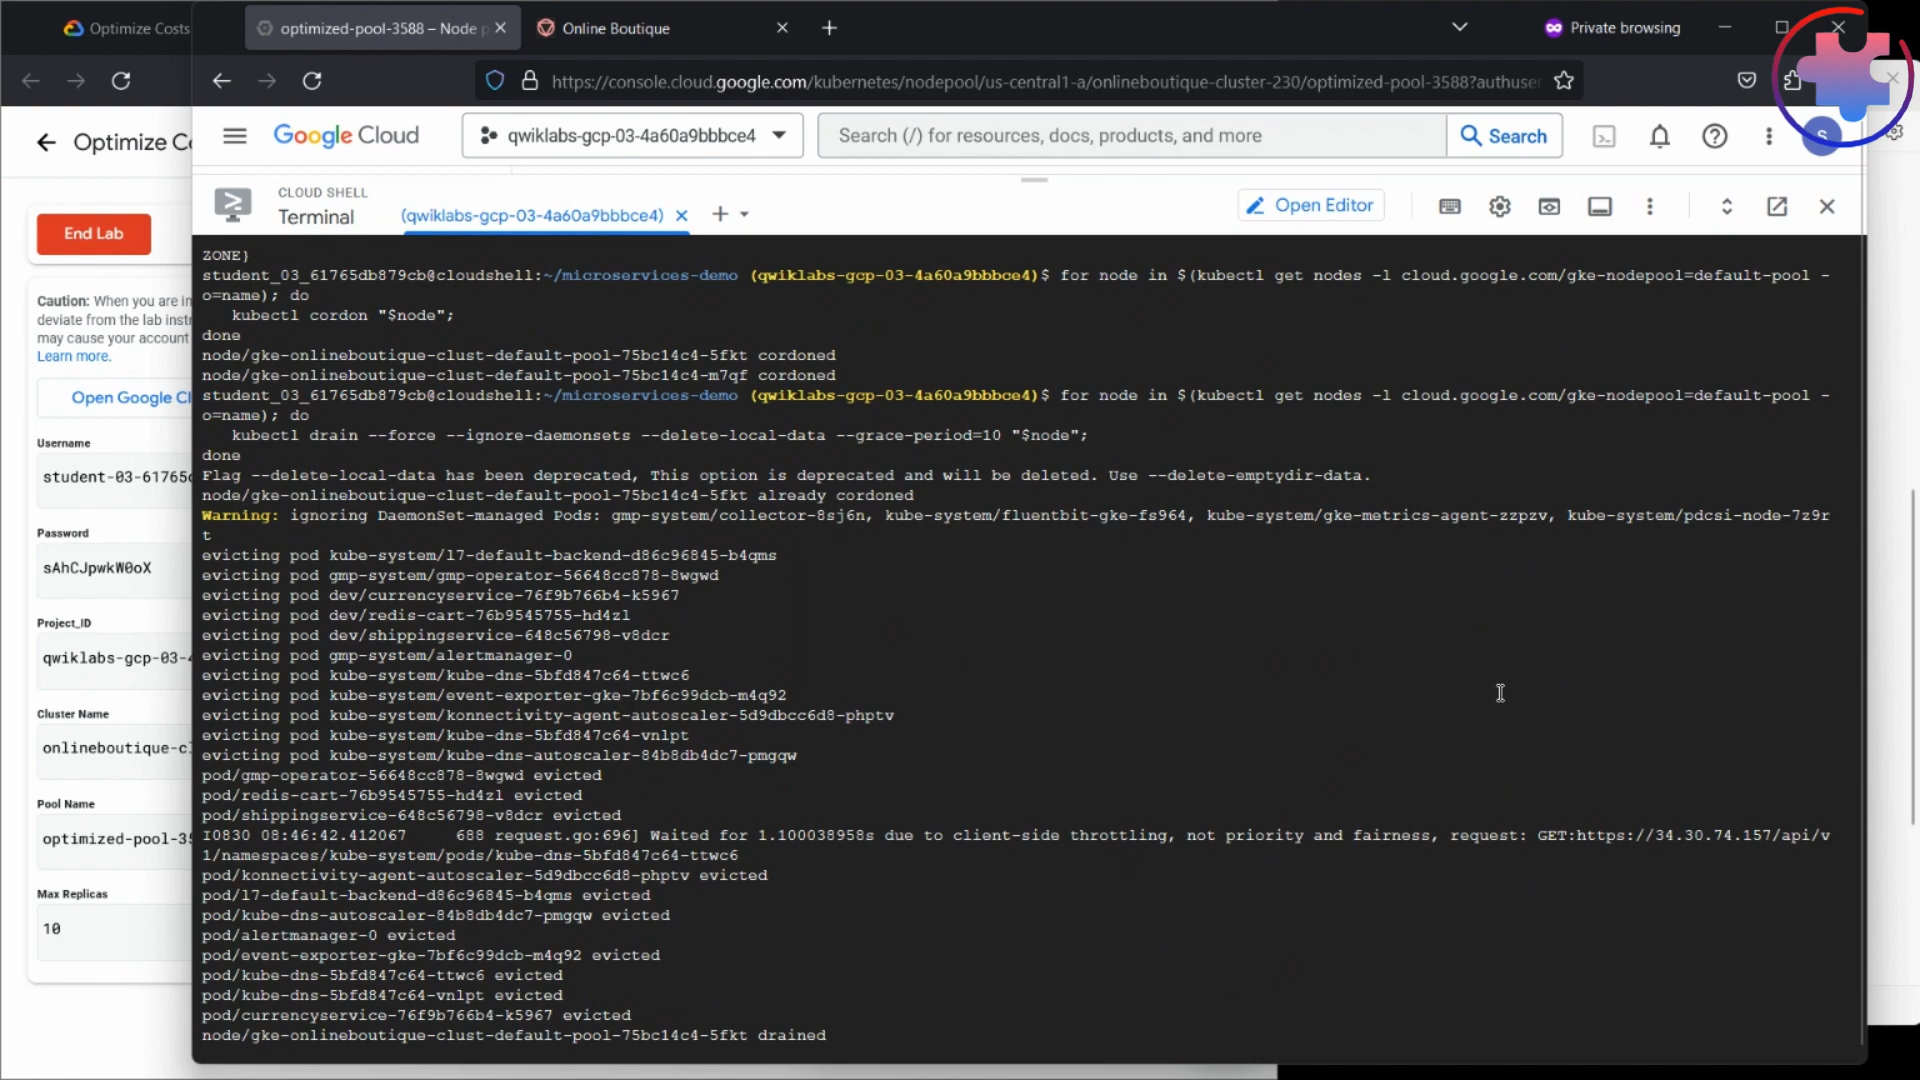 Optimize Costs
optimized-pool-3588 – Node p
Online Boutique
Private browsing
https://console.cloud.google.com/kubernetes/nodepool/us-central1-a/onlineboutique-cluster-230/optimized-pool-3588?authuser
Google Cloud
qwiklabs-gcp-03-4a60a9bbbce4
Search (/) for resources, docs, products, and more
Search
S
Optimize Co
CLOUD SHELL
Terminal
(qwiklabs-gcp-03-4a60a9bbbce4)
Open Editor
End Lab
Caution: When you are in
deviate from the lab instr
may cause your account
Learn more.
Open Google Cl
Username
student-03-61765d
Password
sAhCJpwkW0oX
Project_ID
qwiklabs-gcp-03-4
Cluster Name
onlineboutique-cl
Pool Name
optimized-pool-35
Max Replicas
10
ZONE}
student_03_61765db879cb@cloudshell:~/microservices-demo (qwiklabs-gcp-03-4a60a9bbbce4)$ for node in $(kubectl get nodes -l cloud.google.com/gke-nodepool=default-pool -
o=name); do
kubectl cordon "$node";
done
node/gke-onlineboutique-clust-default-pool-75bc14c4-5fkt cordoned
node/gke-onlineboutique-clust-default-pool-75bc14c4-m7qf cordoned
student_03_61765db879cb@cloudshell:~/microservices-demo (qwiklabs-gcp-03-4a60a9bbbce4)$ for node in $(kubectl get nodes -l cloud.google.com/gke-nodepool=default-pool -
o=name); do
kubectl drain --force --ignore-daemonsets --delete-local-data --grace-period=10 "$node";
done
Flag --delete-local-data has been deprecated, This option is deprecated and will be deleted. Use --delete-emptydir-data.
node/gke-onlineboutique-clust-default-pool-75bc14c4-5fkt already cordoned
Warning: ignoring DaemonSet-managed Pods: gmp-system/collector-8sj6n, kube-system/fluentbit-gke-fs964, kube-system/gke-metrics-agent-zzpzv, kube-system/pdcsi-node-7z9r
t
evicting pod kube-system/l7-default-backend-d86c96845-b4qms
evicting pod gmp-system/gmp-operator-56648cc878-8wgwd
evicting pod dev/currencyservice-76f9b766b4-k5967
evicting pod dev/redis-cart-76b9545755-hd4zl
evicting pod dev/shippingservice-648c56798-v8dcr
evicting pod gmp-system/alertmanager-0
evicting pod kube-system/kube-dns-5bfd847c64-ttwc6
evicting pod kube-system/event-exporter-gke-7bf6c99dcb-m4q92
evicting pod kube-system/konnectivity-agent-autoscaler-5d9dbcc6d8-phptv
evicting pod kube-system/kube-dns-5bfd847c64-vnlpt
evicting pod kube-system/kube-dns-autoscaler-84b8db4dc7-pmgqw
pod/gmp-operator-56648cc878-8wgwd evicted
pod/redis-cart-76b9545755-hd4zl evicted
pod/shippingservice-648c56798-v8dcr evicted
I0830 08:46:42.412067     688 request.go:696] Waited for 1.100038958s due to client-side throttling, not priority and fairness, request: GET:https://34.30.74.157/api/v
1/namespaces/kube-system/pods/kube-dns-5bfd847c64-ttwc6
pod/konnectivity-agent-autoscaler-5d9dbcc6d8-phptv evicted
pod/l7-default-backend-d86c96845-b4qms evicted
pod/kube-dns-autoscaler-84b8db4dc7-pmgqw evicted
pod/alertmanager-0 evicted
pod/event-exporter-gke-7bf6c99dcb-m4q92 evicted
pod/kube-dns-5bfd847c64-ttwc6 evicted
pod/kube-dns-5bfd847c64-vnlpt evicted
pod/currencyservice-76f9b766b4-k5967 evicted
node/gke-onlineboutique-clust-default-pool-75bc14c4-5fkt drained